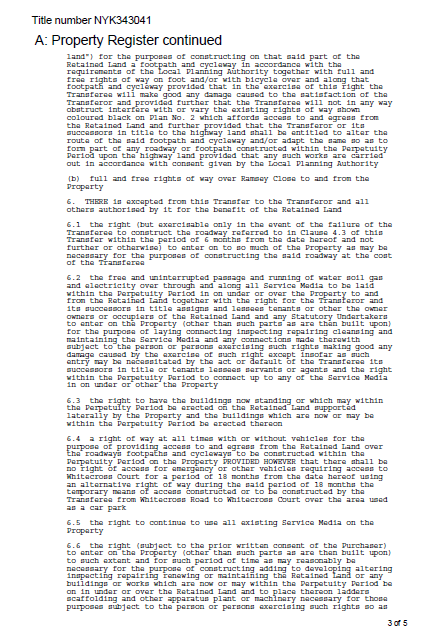 Title number NYK343041
A: Property Register continued
land") for the purposes of constructing on that said part of the
Retained Land a footpath and cycleway in accordance with the
requirements of the Local Planning Authority together with full and
free rights of way on foot and/or with bicycle over and along that
footpath and cycleway provided that in the exercise of this right the
Transferee will make good any damage caused to the satisfaction of the
Transferor and provided further that the Transferee will not in any way
obstruct interfere with or vary the existing rights of way shown
coloured black on Plan No. 2 which affords access to and egress from
the Retained Land and further provided that the Transferor or its
successors in title to the highway land shall be entitled to alter the
route of the said footpath and cycleway and/or adapt the same so as to
form part of any roadway or footpath constructed within the Perpetuity
Period upon the highway land provided that any such works are carried
out in accordance with consent given by the Local Planning Authority
(b) full and free rights of way over Ramsey Close to and from the
Property
6. THERE is excepted from this Transfer to the Transferor and all
others authorised by it for the benefit of the Retained Land
6.1 the right (but exercisable only in the event of the failure of the
Transferee to construct the roadway referred to in Clause 4.3 of this
Transfer within the period of 6 months from the date hereof and not
further or otherwise) to enter on to so much of the Property as may be
necessary for the purposes of constructing the said roadway at the cost
of the Transferee
6.2 the free and uninterrupted passage and running of water soil gas
and electricity over through and along all Service Media to be laid
within the Perpetuity Period in on under or over the Property to and
from the Retained Land together with the right for the Transferor and
its successors in title assigns and lessees tenants or other the owner
owners or occupiers of the Retained Land and any Statutory Undertakers
to enter on the Property (other than such parts as are then built upon)
for the purpose of laying connecting inspecting repairing cleansing and
maintaining the Service Media and any connections made therewith
subject to the person or persons exercising such rights making good any
damage caused by the exercise of such right except insofar as such
entry may be necessitated by the act or default of the Transferee its
successors in title or tenants lessees servants or agents and the right
within the Perpetuity Period to connect up to any of the Service Media
in on under or other the Property
6.3 the right to have the buildings now standing or which may within
the Perpetuity Period be erected on the Retained Land supported
laterally by the Property and the buildings which are now or may be
within the Perpetuity Period be erected thereon
6.4 a right of way at all times with or without vehicles for the
purpose of providing access to and egress from the Retained Land over
the roadways footpaths and cycleways to be constructed within the
Perpetuity Period on the Property PROVIDED HOWEVER that there shall be
no right of access for emergency or other vehicles requiring access to
Whitecross Court for a period of 18 months from the date hereof using
an alternative right of way during the said period of 18 months the
temporary means of access constructed or to be constructed by the
Transferee from Whitecross Road to Whitecross Court over the area used
as a car park
6.5 the right to continue to use all existing Service Media on the
Property
6.6 the right (subject to the prior written consent of the Purchaser)
to enter on the Property (other than such parts as are then built upon)
to such extent and for such period of time as may reasonably be
necessary for the purpose of constructing adding to developing altering
inspecting repairing renewing or maintaining the Retained Land or any
buildings or works which are now or may within the Perpetuity Period be
on in under or over the Retained Land and to place thereon ladders
scaffolding and other apparatus plant or machinery necessary for those
purposes subject to the person or persons exercising such rights so as
3 of 5